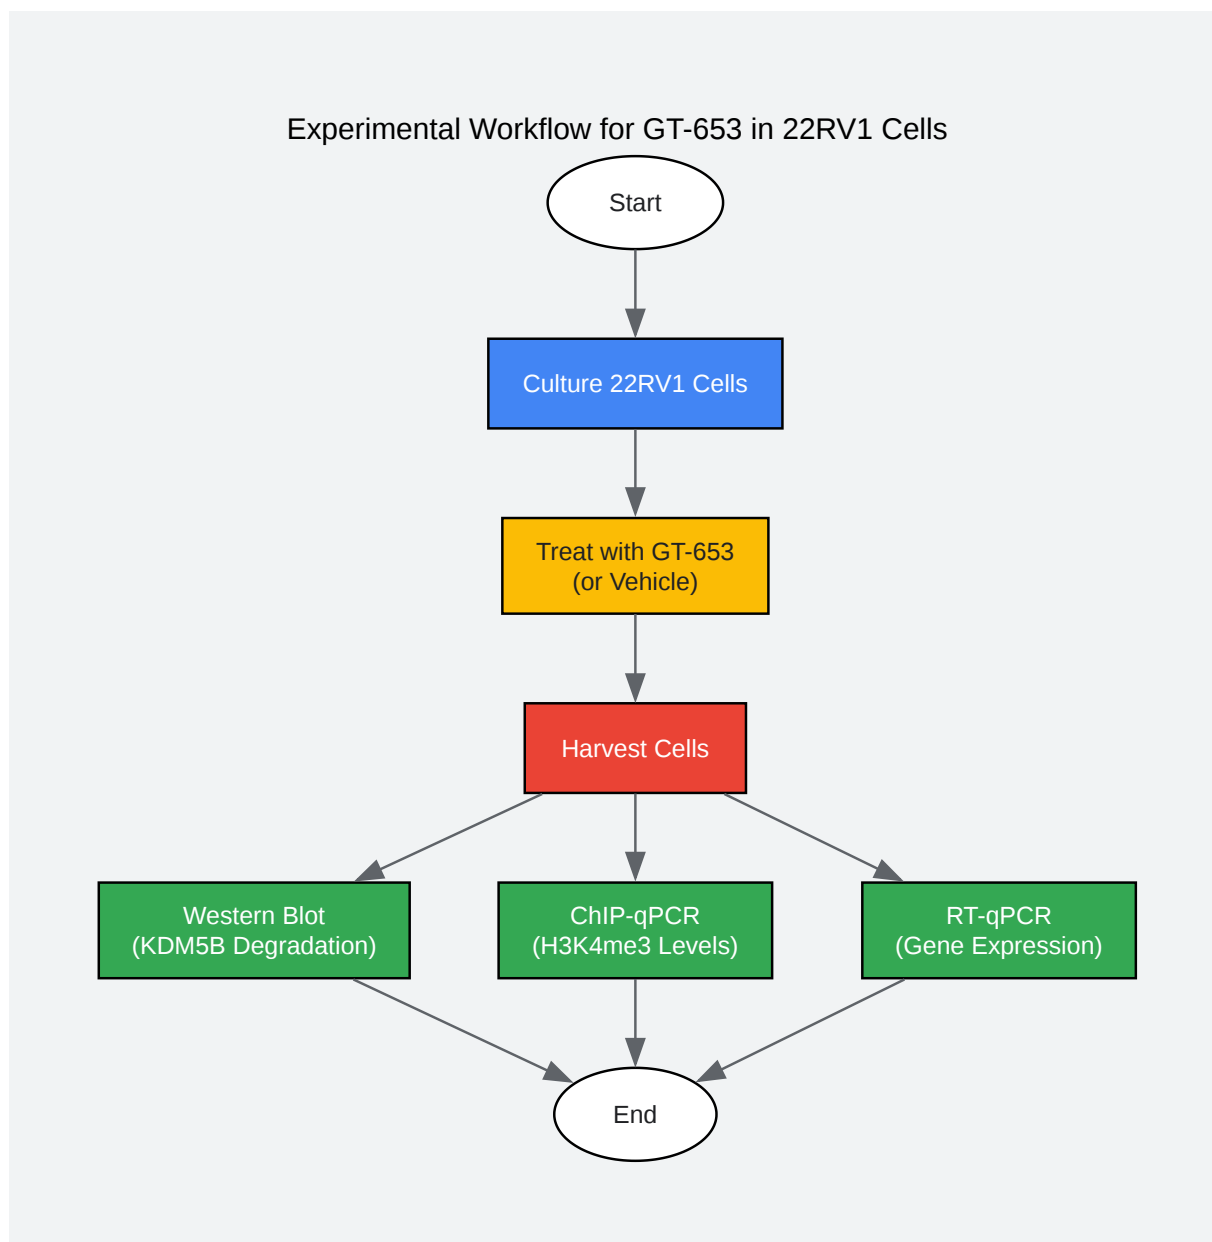 Experimental Workflow for GT-653 in 22RV1 Cells
Start
Culture 22RV1 Cells
Treat with GT-653
(or Vehicle)
Harvest Cells
Western Blot
(KDM5B Degradation)
ChIP-qPCR
(H3K4me3 Levels)
RT-qPCR
(Gene Expression)
End